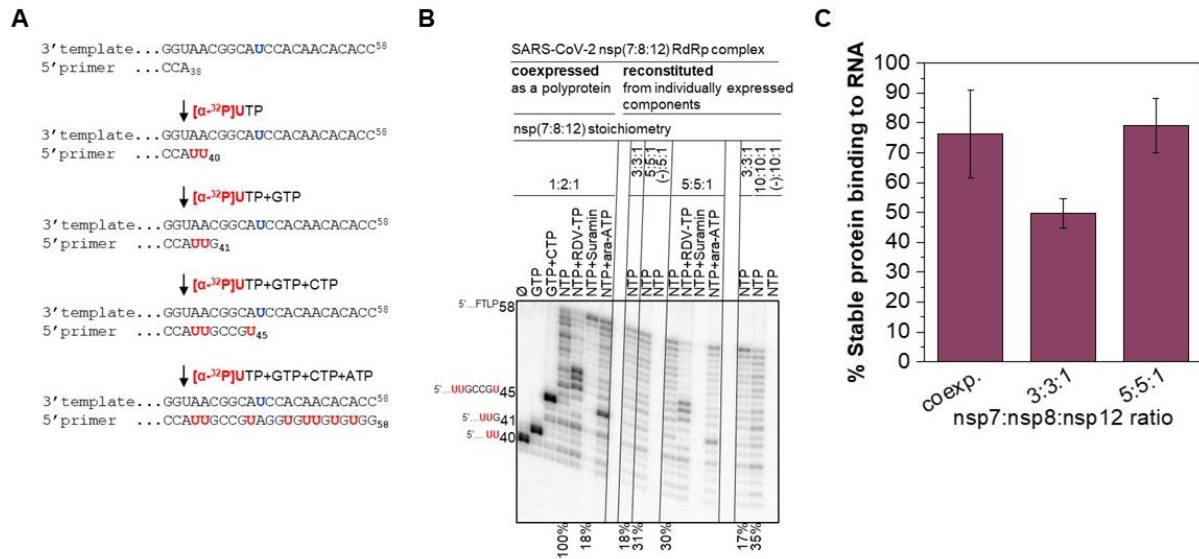 A
3'template...GGUAACGGCAUCCACAACACACC58
5'primer ...CCA38
[α-32P]UTP
3'template...GGUAACGGCAUCCACAACACACC58
5'primer ...CCAUU40
[α-32P]UTP+GTP
3'template...GGUAACGGCAUCCACAACACACC58
5'primer ...CCAUUG41
[α-32P]UTP+GTP+CTP
3'template...GGUAACGGCAUCCACAACACACC58
5'primer ...CCAUUGCCGU45
[α-32P]UTP+GTP+CTP+ATP
3'template...GGUAACGGCAUCCACAACACACC58
5'primer ...CCAUUGCCGUAGGUGUUGUGUGG58
B
SARS-CoV-2 nsp(7:8:12) RdRp complex
coexpressed reconstituted
as a polyprotein from individually expressed
components
nsp(7:8:12) stoichiometry
1:2:1 3:3:1 5:5:1 (-):5:1 5:5:1 3:3:1 10:10:1 (-):10:1
Ø GTP GTP+CTP NTP NTP+RDV-TP NTP+Suramin NTP+ara-ATP NTP NTP NTP NTP NTP+RDV-TP NTP+Suramin NTP+ara-ATP NTP NTP NTP
5'...FTLP 58
5'...UUGCCGU 45
5'...UUG 41
5'... UU 40
100% 18% 18% 31% 30% 17% 35%
C
% Stable protein binding to RNA
100
90
80
70
60
50
40
30
20
10
0
coexp. 3:3:1 5:5:1
nsp7:nsp8:nsp12 ratio